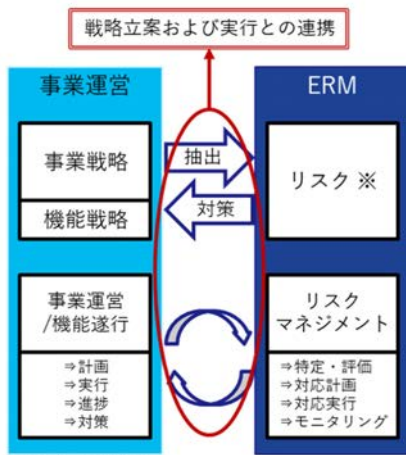 戦略立案および実行との連携
事業運営
ERM
事業戦略
機能戦略
抽出
対策
リスク ※
事業運営
/機能遂行
⇒計画
⇒実行
⇒進捗
⇒対策
リスク
マネジメント
⇒特定・評価
⇒対応計画
⇒対応実行
⇒モニタリング